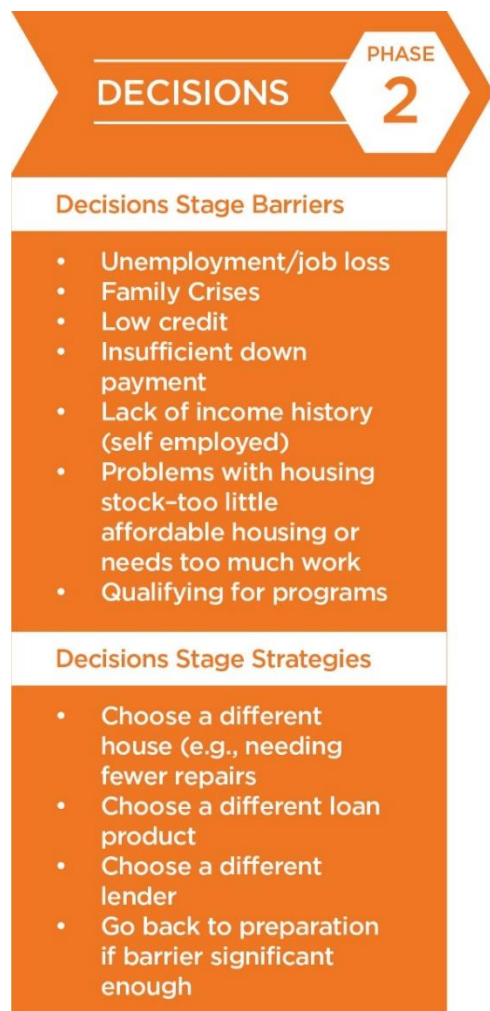 PHASE
2
DECISIONS
Decisions Stage Barriers
• Unemployment/job loss
• Family Crises
• Low credit
• Insufficient down
payment
• Lack of income history
(self employed)
• Problems with housing
stock–too little
affordable housing or
needs too much work
• Qualifying for programs
Decisions Stage Strategies
• Choose a different
house (e.g., needing
fewer repairs
• Choose a different loan
product
• Choose a different
lender
• Go back to preparation
if barrier significant
enough